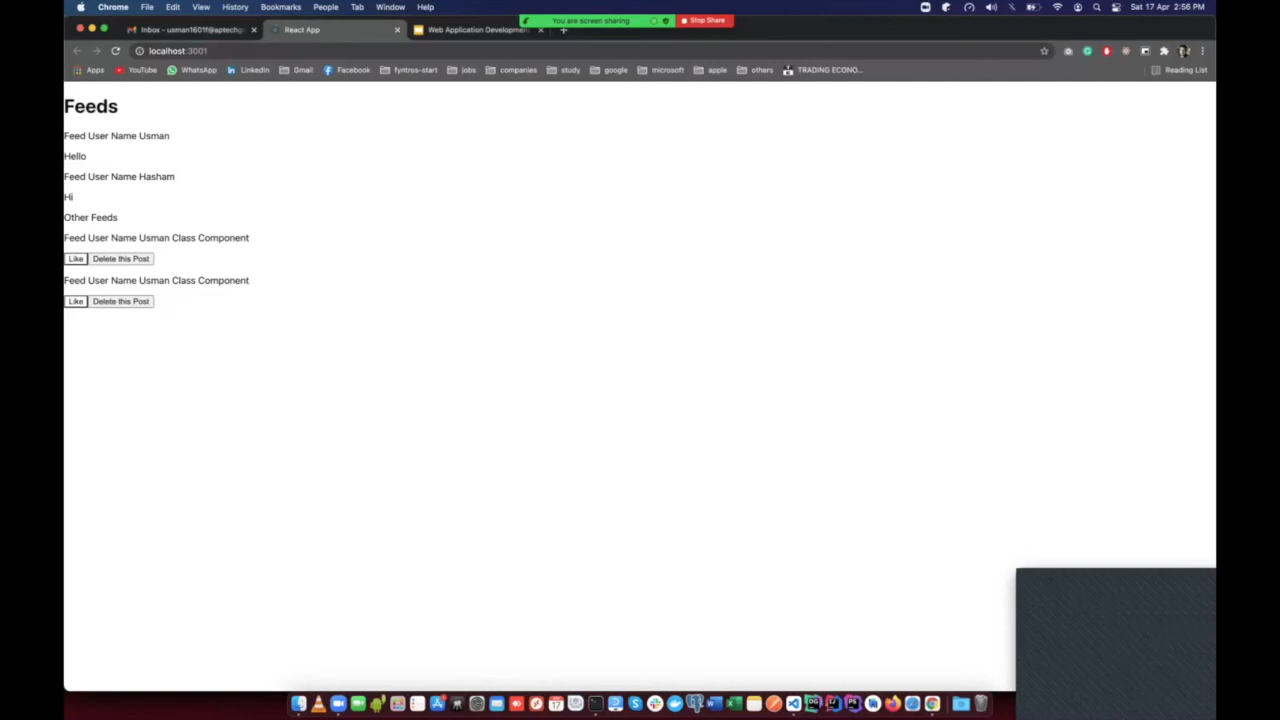 Chrome File Edit View History Bookmarks People Tab Window Help Sat 17 Apr 2:56 PM
You are screen sharing Stop Share
Inbox - usman1601f@aptechg React App Web Application Developmen
localhost:3001
Apps YouTube WhatsApp LinkedIn Gmail Facebook fyntros-start jobs companies study google microsoft apple others TRADING ECONO... Reading List
Feeds
Feed User Name Usman
Hello
Feed User Name Hasham
Hi
Other Feeds
Feed User Name Usman Class Component
Like Delete this Post
Feed User Name Usman Class Component
Like Delete this Post